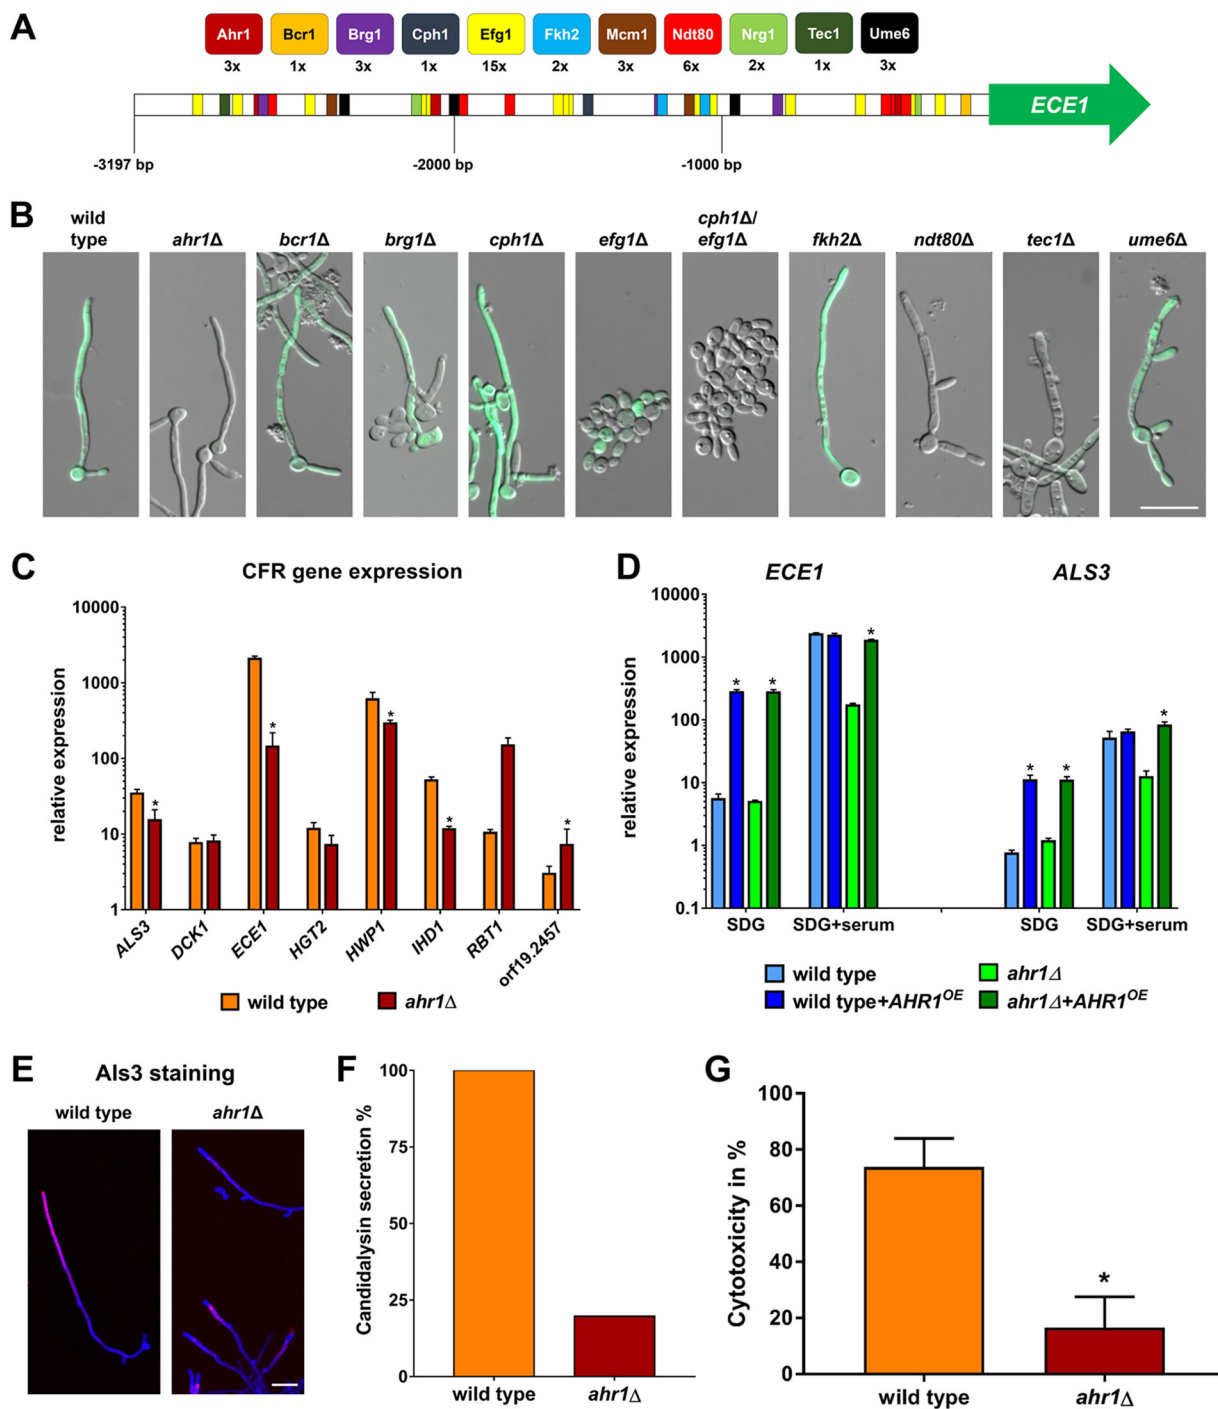 A
Ahr1 Bcr1 Brg1 Cph1 Efg1 Fkh2 Mcm1 Ndt80 Nrg1 Tec1 Ume6
3x 1x 3x 1x 15x 2x 3x 6x 2x 1x 3x
ECE1
-3197 bp -2000 bp -1000 bp
B
wild type ahr1Δ bcr1Δ brg1Δ cph1Δ efg1Δ cph1Δ/efg1Δ fkh2Δ ndt80Δ tec1Δ ume6Δ
C
CFR gene expression
relative expression
10000
1000
100
10
1
* * * * *
ALS3 DCK1 ECE1 HGT2 HWP1 IHD1 RBT1 orf19.2457
wild type ahr1Δ
D
ECE1 ALS3
relative expression
10000
1000
100
10
1
0.1
* * * * * *
SDG SDG+serum SDG SDG+serum
wild type ahr1Δ
wild type+AHR1OE ahr1Δ+AHR1OE
E
Als3 staining
wild type ahr1Δ
F
Candidalysin secretion %
100
75
50
25
0
wild type ahr1Δ
G
Cytotoxicity in %
100
80
60
40
20
0
*
wild type ahr1Δ